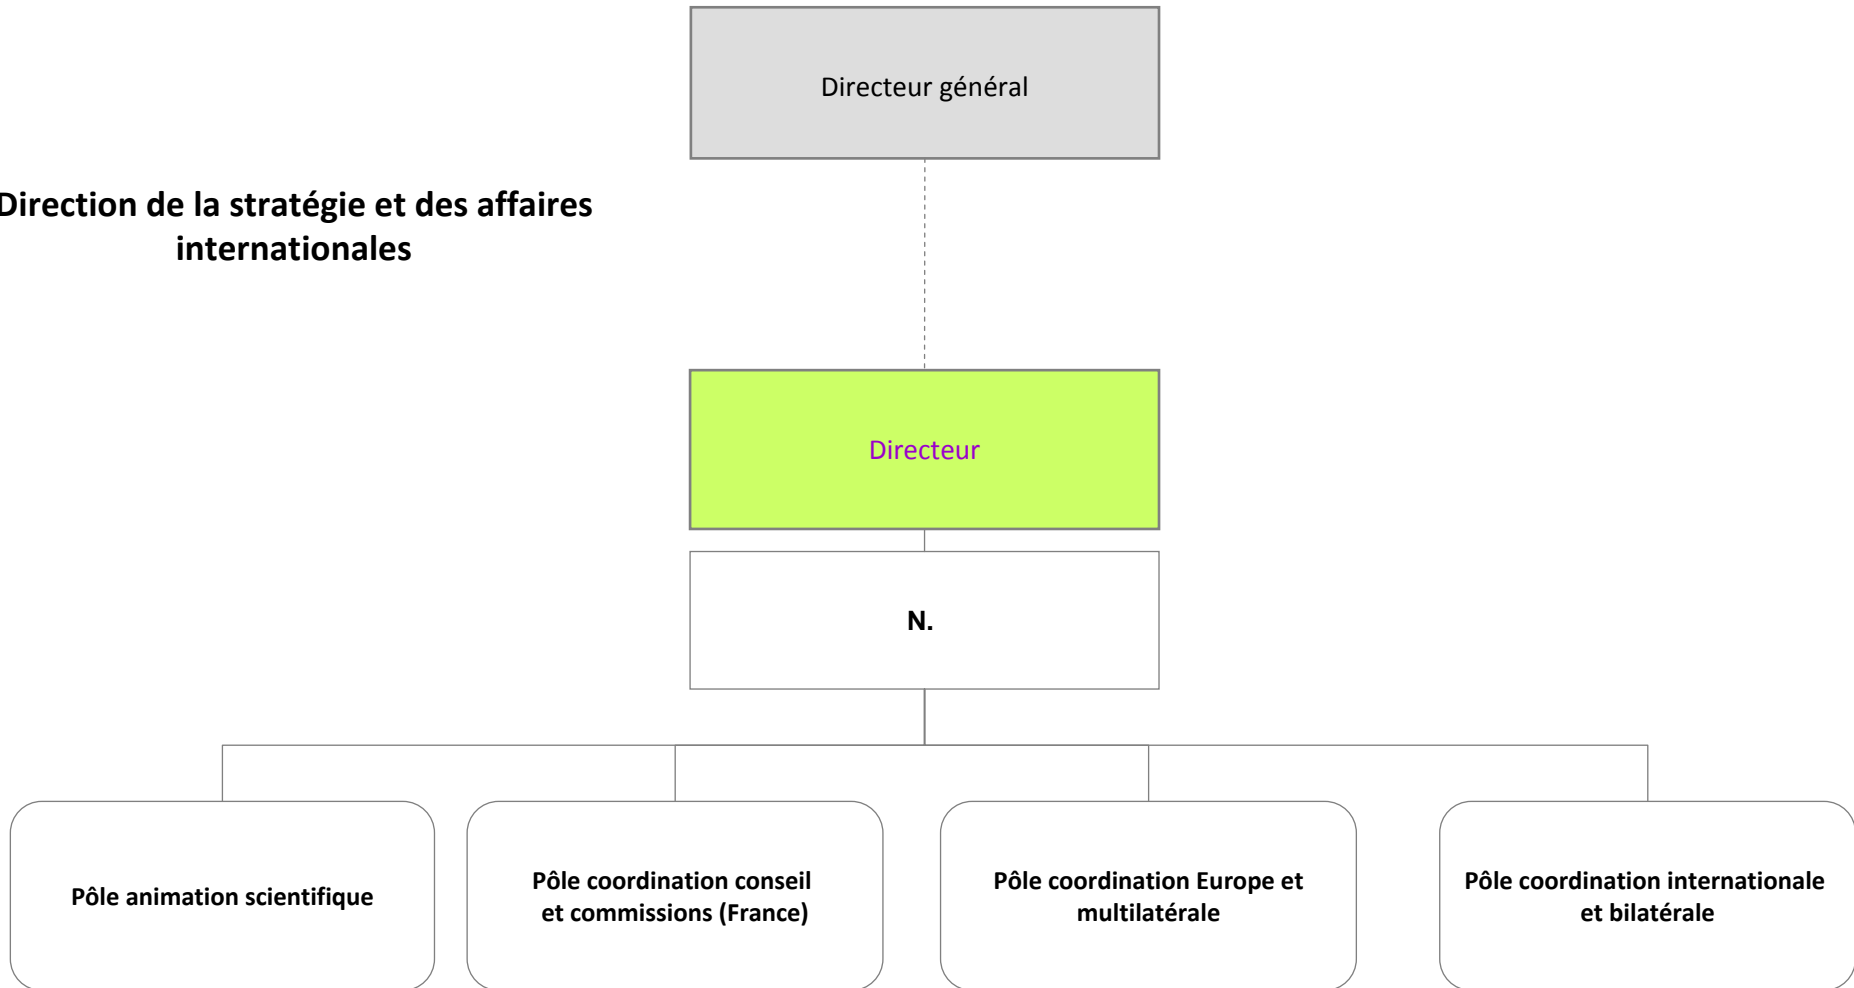 Directeur général
Direction de la stratégie et des affaires
internationales
Directeur
N.
Pôle animation scientifique
Pôle coordination conseil
et commissions (France)
Pôle coordination Europe et
multilatérale
Pôle coordination internationale
et bilatérale